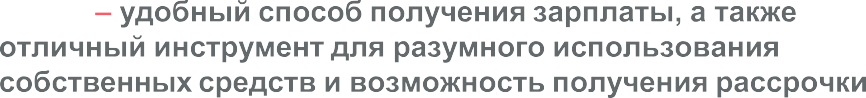 – удобный способ получения зарплаты, а также
отличный инструмент для разумного использования
собственных средств и возможность получения рассрочки